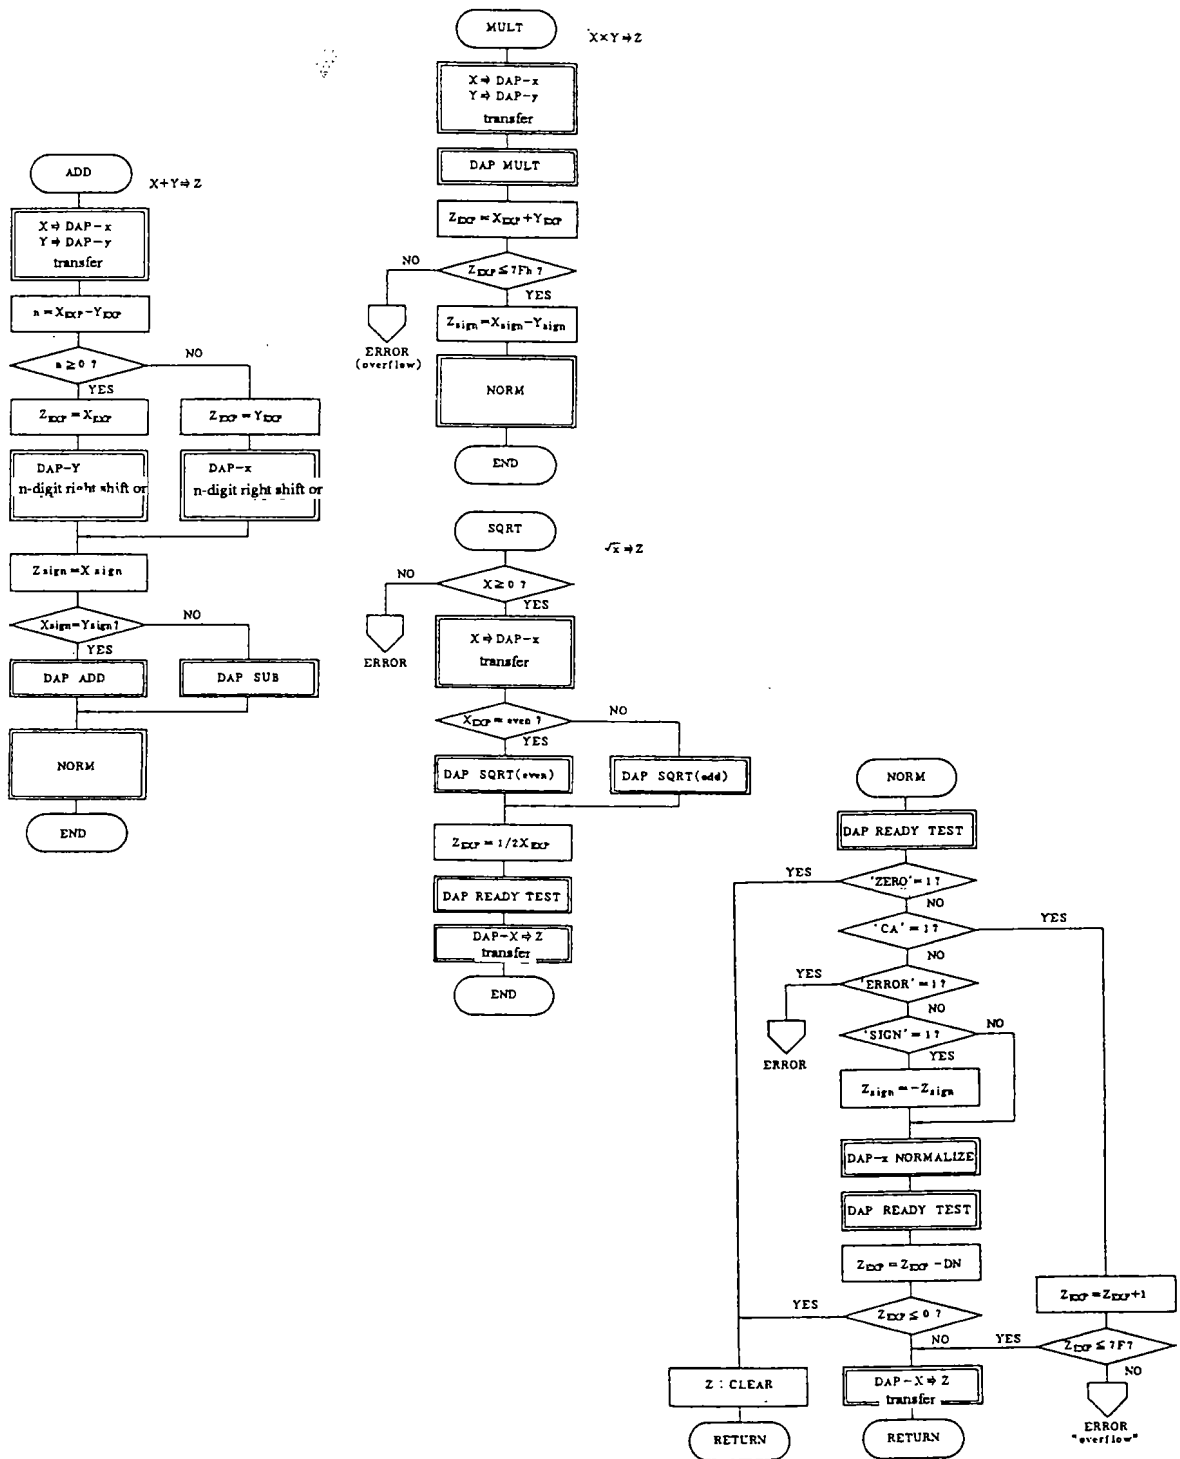 ADD
X+Y⇒Z
X⇒DAP-x
Y⇒DAP-y
transfer
n=XEXP-YEXP
n≥0?
NO
YES
ZEXP=XEXP
ZEXP=YEXP
DAP-Y
n-digit right shift or
DAP-x
n-digit right shift or
Zsign=Xsign
Xsign=Ysign?
NO
YES
DAP ADD
DAP SUB
NORM
END
MULT
X×Y⇒Z
X⇒DAP-x
Y⇒DAP-y
transfer
DAP MULT
ZEXP=XEXP+YEXP
ZEXP≤7Fh?
NO
YES
ERROR
(overflow)
Zsign=Xsign-Ysign
NORM
END
SQRT
√x⇒Z
X≥0?
NO
YES
ERROR
X⇒DAP-x
transfer
XEXP=even?
NO
YES
DAP SQRT(even)
DAP SQRT(odd)
ZEXP=1/2XEXP
DAP READY TEST
DAP-X⇒Z
transfer
END
NORM
DAP READY TEST
'ZERO'=1?
YES
NO
'CA'=1?
YES
NO
'ERROR'=1?
YES
NO
ERROR
'SIGN'=1?
NO
YES
Zsign=-Zsign
DAP-x NORMALIZE
DAP READY TEST
ZEXP=ZEXP-DN
ZEXP=ZEXP+1
ZEXP≤0?
YES
NO
ZEXP≤7F?
YES
NO
Z:CLEAR
DAP-X⇒Z
transfer
ERROR
"overflow"
RETURN
RETURN